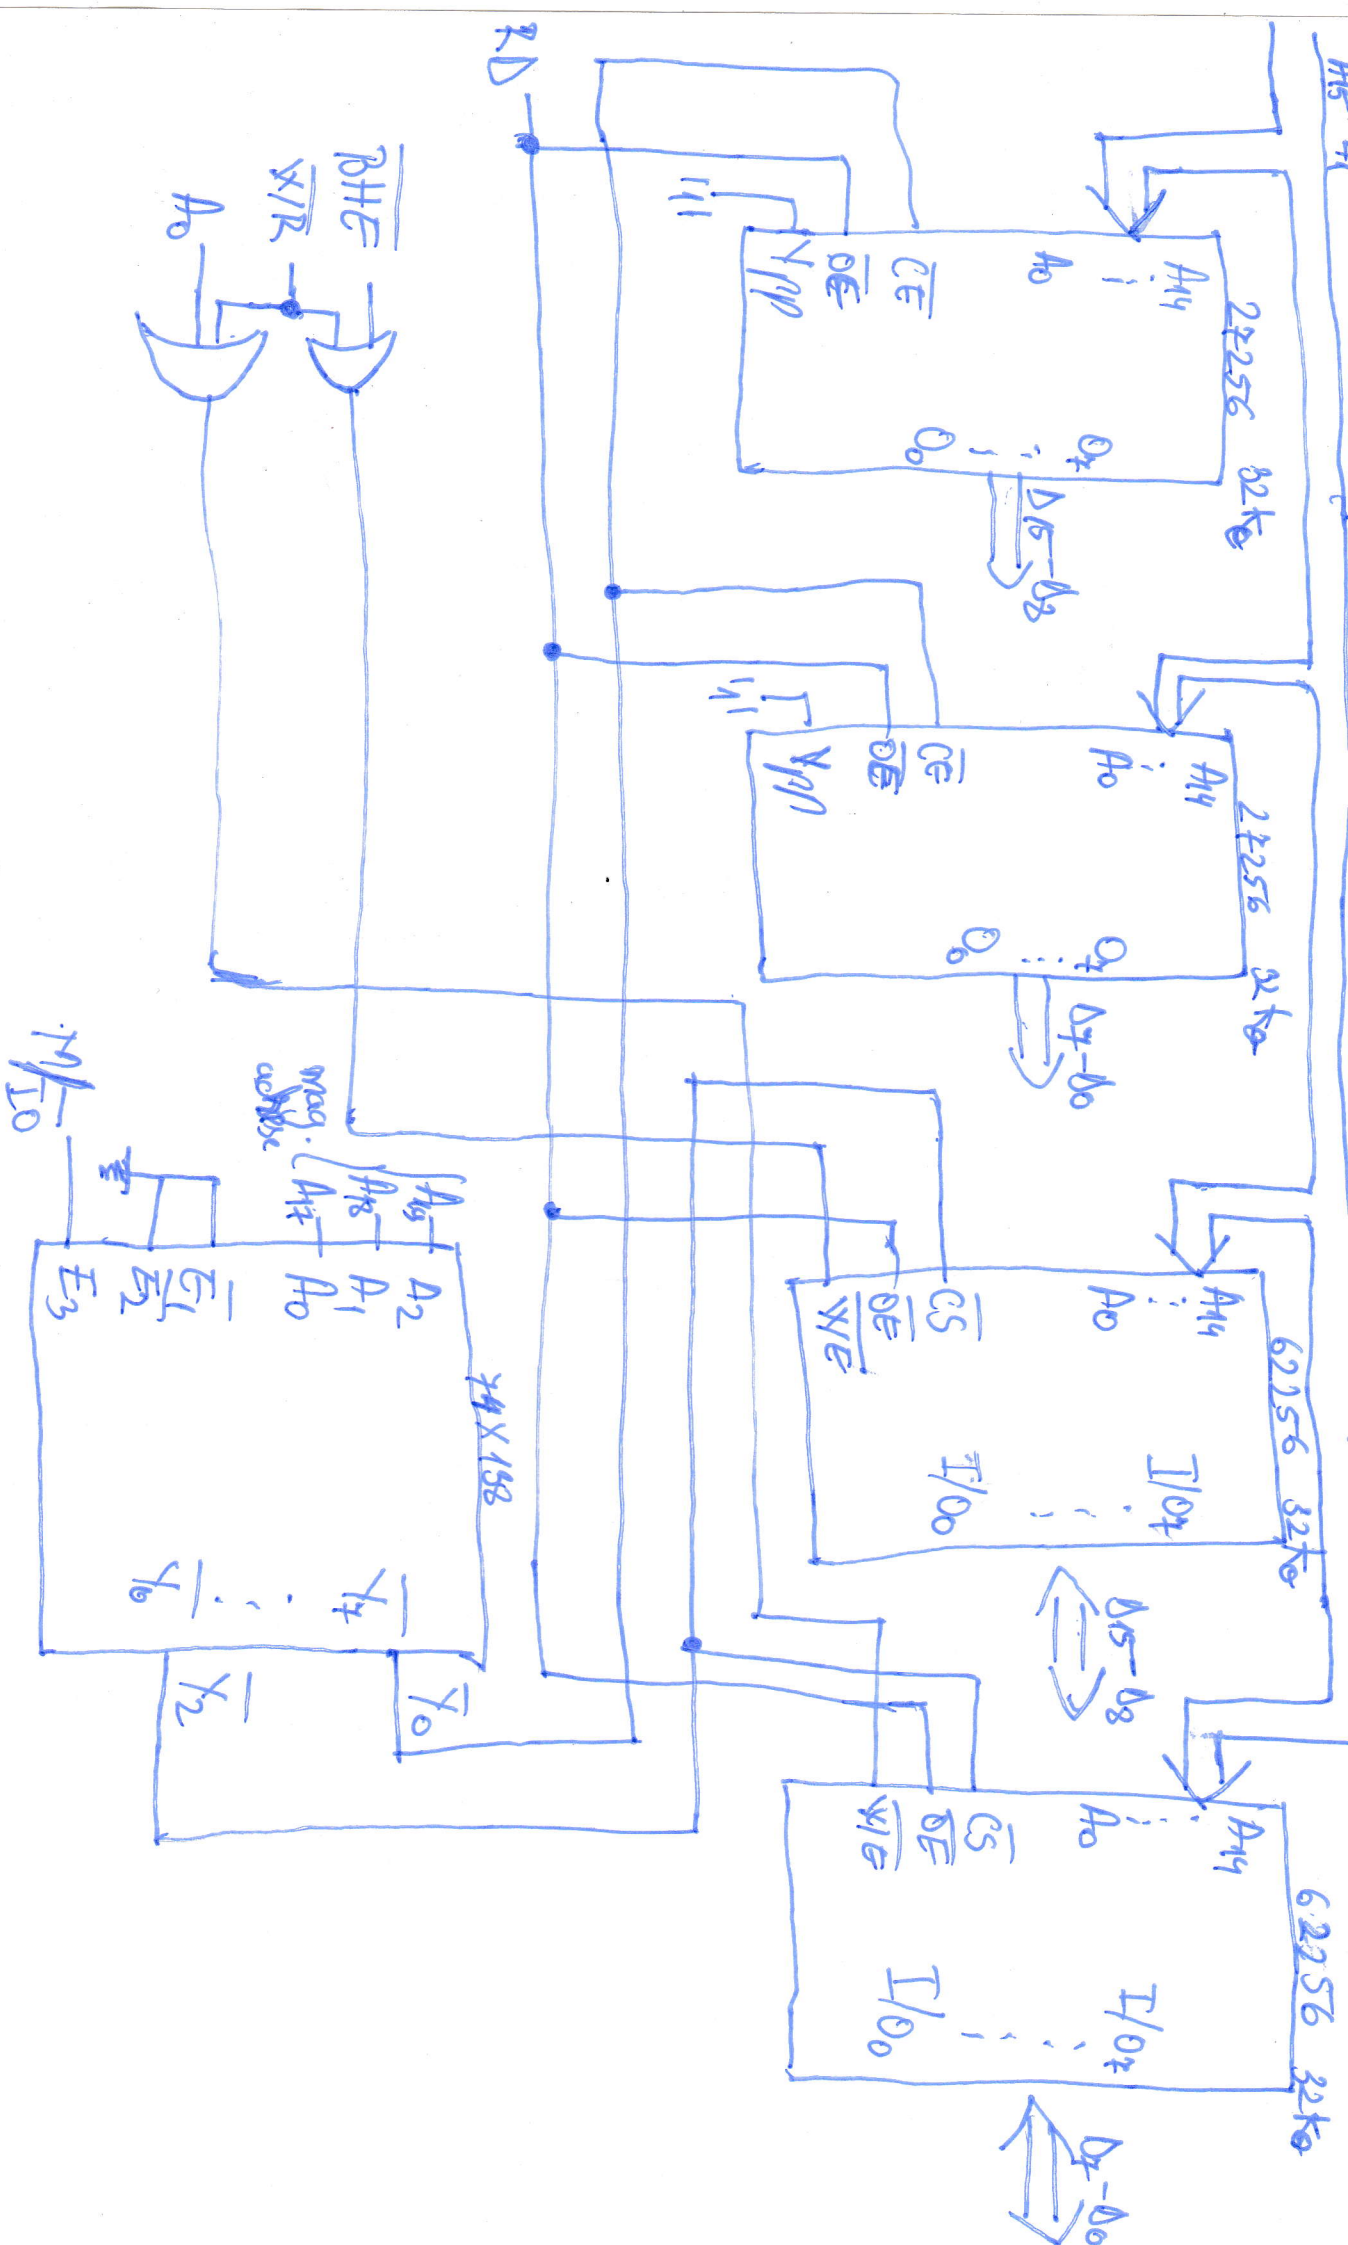 27256 32Ko
A14
A0
CE
OE
Vpp
"1"
O7
O0
D15-D8
27256 32Ko
A14
A0
CE
OE
Vpp
"1"
O7
O0
D7-D0
62256 32Ko
A14
A0
CS
OE
WE
I/O7
I/O0
D15-D8
62256 32Ko
A14
A0
CS
OE
WE
I/O7
I/O0
D7-D0
RD
BHE
WR
A0
74X138
A19
A18
A17
A2
A1
A0
E1
E2
E3
M/IO
Y7
Y0
Y0
Y2